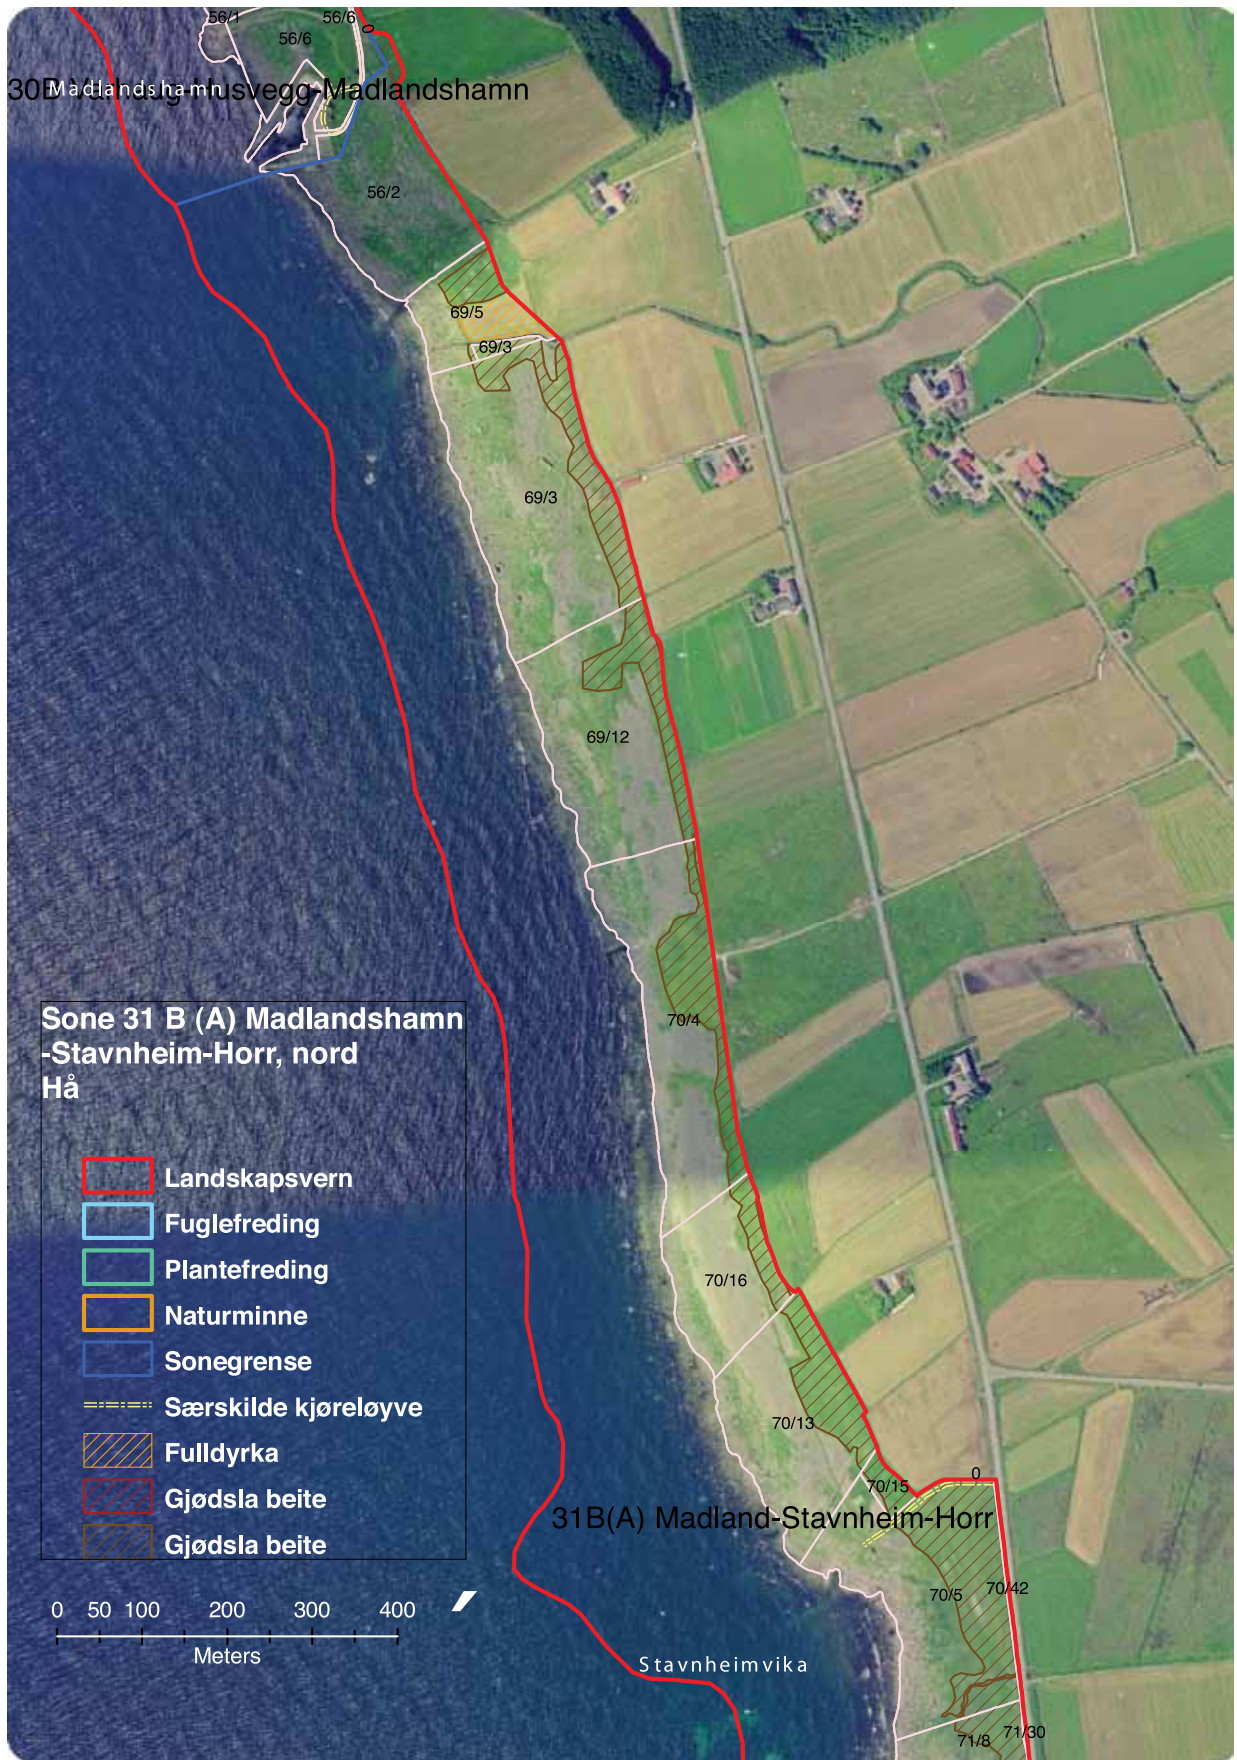 56/1
56/6
0
56/6
Madlandshamn
30B Varhaug-Husvegg-Madlandshamn
56/2
69/5
69/3
69/3
69/12
70/4
Sone 31 B (A) Madlandshamn
-Stavnheim-Horr, nord
Hå
Landskapsvern
Fuglefreding
Plantefreding
Naturminne
Sonegrense
Særskilde kjøreløyve
Fulldyrka
Gjødsla beite
Gjødsla beite
70/16
70/13
0
70/15
31B(A) Madland-Stavnheim-Horr
70/5
70/42
0 50 100 200 300 400
Meters
Stavnheimvika
71/30
71/8